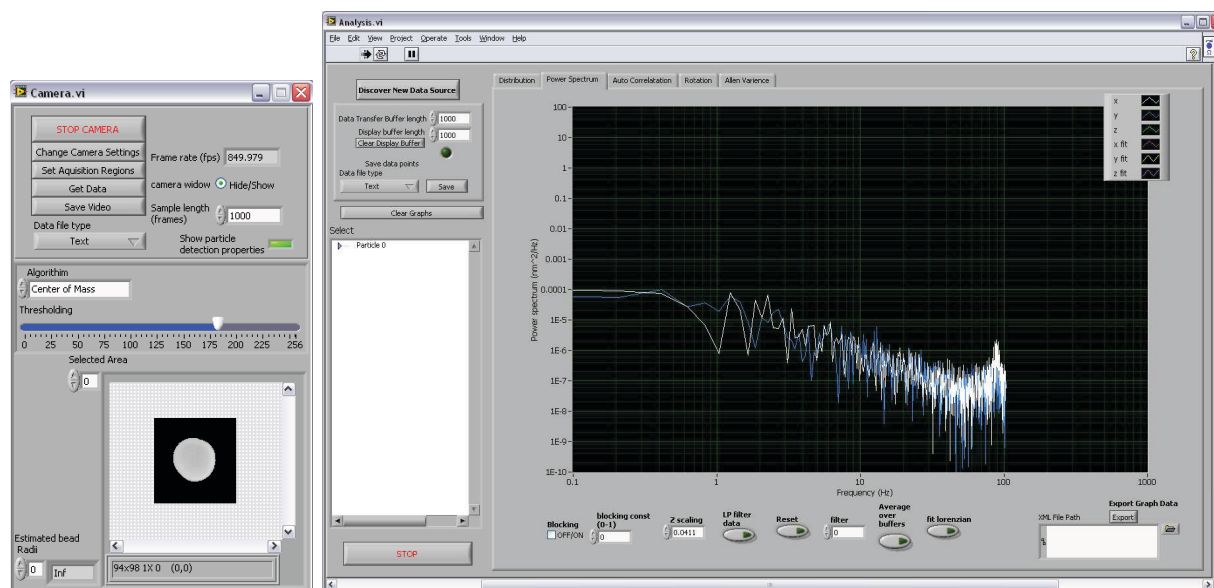 Camera.vi
STOP CAMERA
Change Camera Settings
Set Aquisition Regions
Get Data
Save Video
Data file type
Text
Frame rate (fps) 849.979
camera widow Hide/Show
Sample length
(frames) 1000
Show particle
detection properties
Algorithim
Center of Mass
Thresholding
0 25 50 75 100 125 150 175 200 225 256
Selected Area
0
Estimated bead
Radii
0 Inf
94x98 1X 0 (0,0)
Analysis.vi
File Edit View Project Operate Tools Window Help
Discover New Data Source
Data Transfer Buffer length 1000
Display buffer length 1000
Clear Display Buffer
Save data points
Data file type
Text Save
Clear Graphs
Select
Particle 0
STOP
Distribution Power Spectrum Auto Correlatation Rotation Allen Varience
Power spectrum (nm^2/Hz)
100
10
1
0.1
0.01
0.001
0.0001
1E-5
1E-6
1E-7
1E-8
1E-9
1E-10
0.1 1 10 100 1000
Frequency (Hz)
x
y
z
x fit
y fit
z fit
Blocking
OFF/ON
blocking const
(0-1)
0
Z scaling
0.0411
LP filter
data
Reset
filter
0
Average
over
buffers
fit lorenzian
Export Graph Data
XML File Path Export